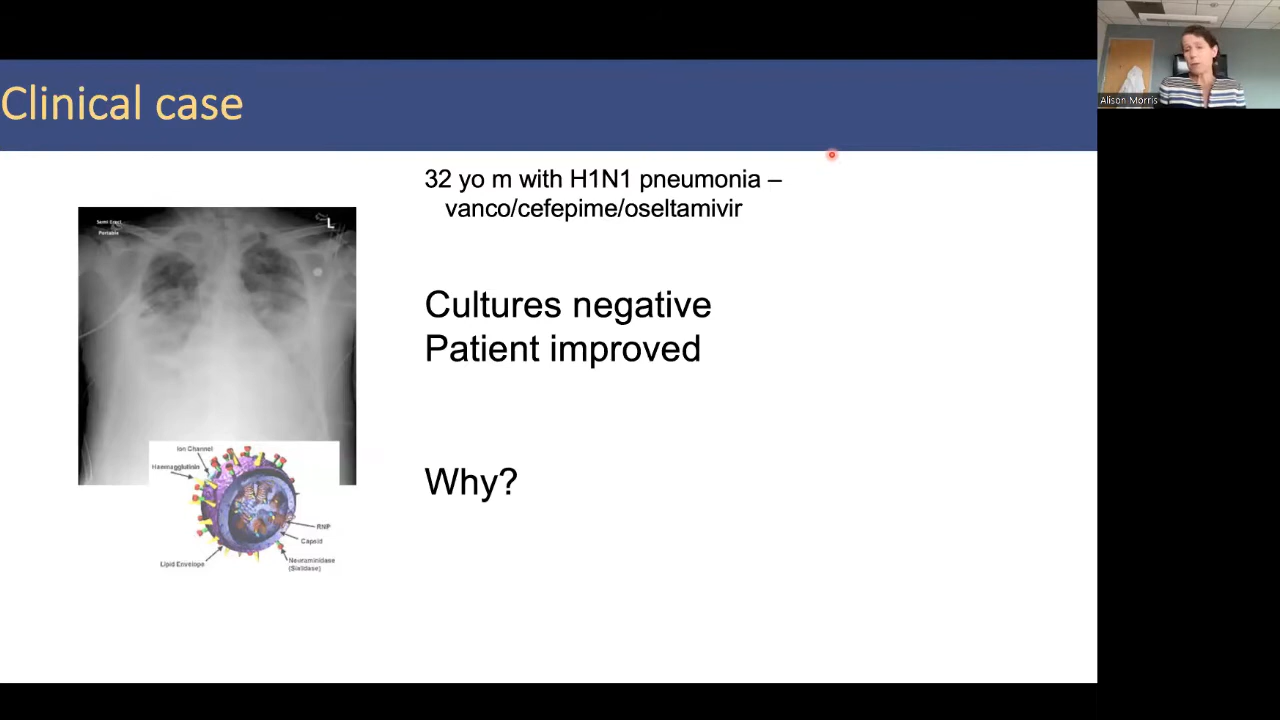 Clinical case
Alison Morris
32 yo m with H1N1 pneumonia –
vanco/cefepime/oseltamivir
Semi Erect
Portable
L
Cultures negative
Patient improved
Ion Channel
Haemagglutinin
RNP
Capsid
Lipid Envelope
Neuraminidase
(Sialidase)
Why?